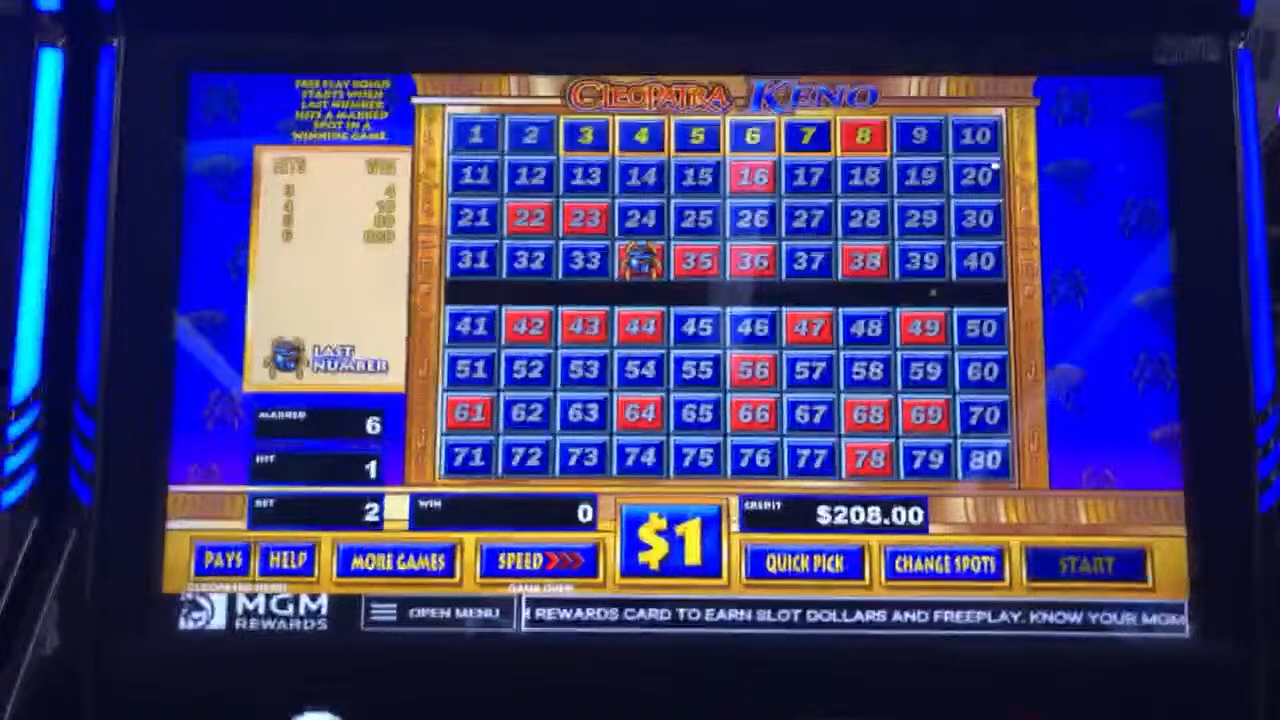 FREE PLAY BONUS
STARTS WHEN
LAST NUMBER
HITS A MARKED
SPOT IN A
WINNING GAME.
CLEOPATRA KENO
HITS WIN
3 4
4
6
LAST
NUMBER
1 2 3 4 5 6 7 8 9 10
11 12 13 14 15 16 17 18 19 20
21 22 23 24 25 26 27 28 29 30
31 32 33 35 36 37 38 39 40
41 42 43 44 45 46 47 48 49 50
51 52 53 54 55 56 57 58 59 60
61 62 63 64 65 66 67 68 69 70
71 72 73 74 75 76 77 78 79 80
MARKED 6
HIT 1
BET 2
WIN 0
$1
CREDIT $208.00
PAYS
HELP
MORE GAMES
SPEED
QUICK PICK
CHANGE SPOTS
START
GAME OVER
MGM
REWARDS
OPEN MENU
REWARDS CARD TO EARN SLOT DOLLARS AND FREEPLAY. KNOW YOUR MGM